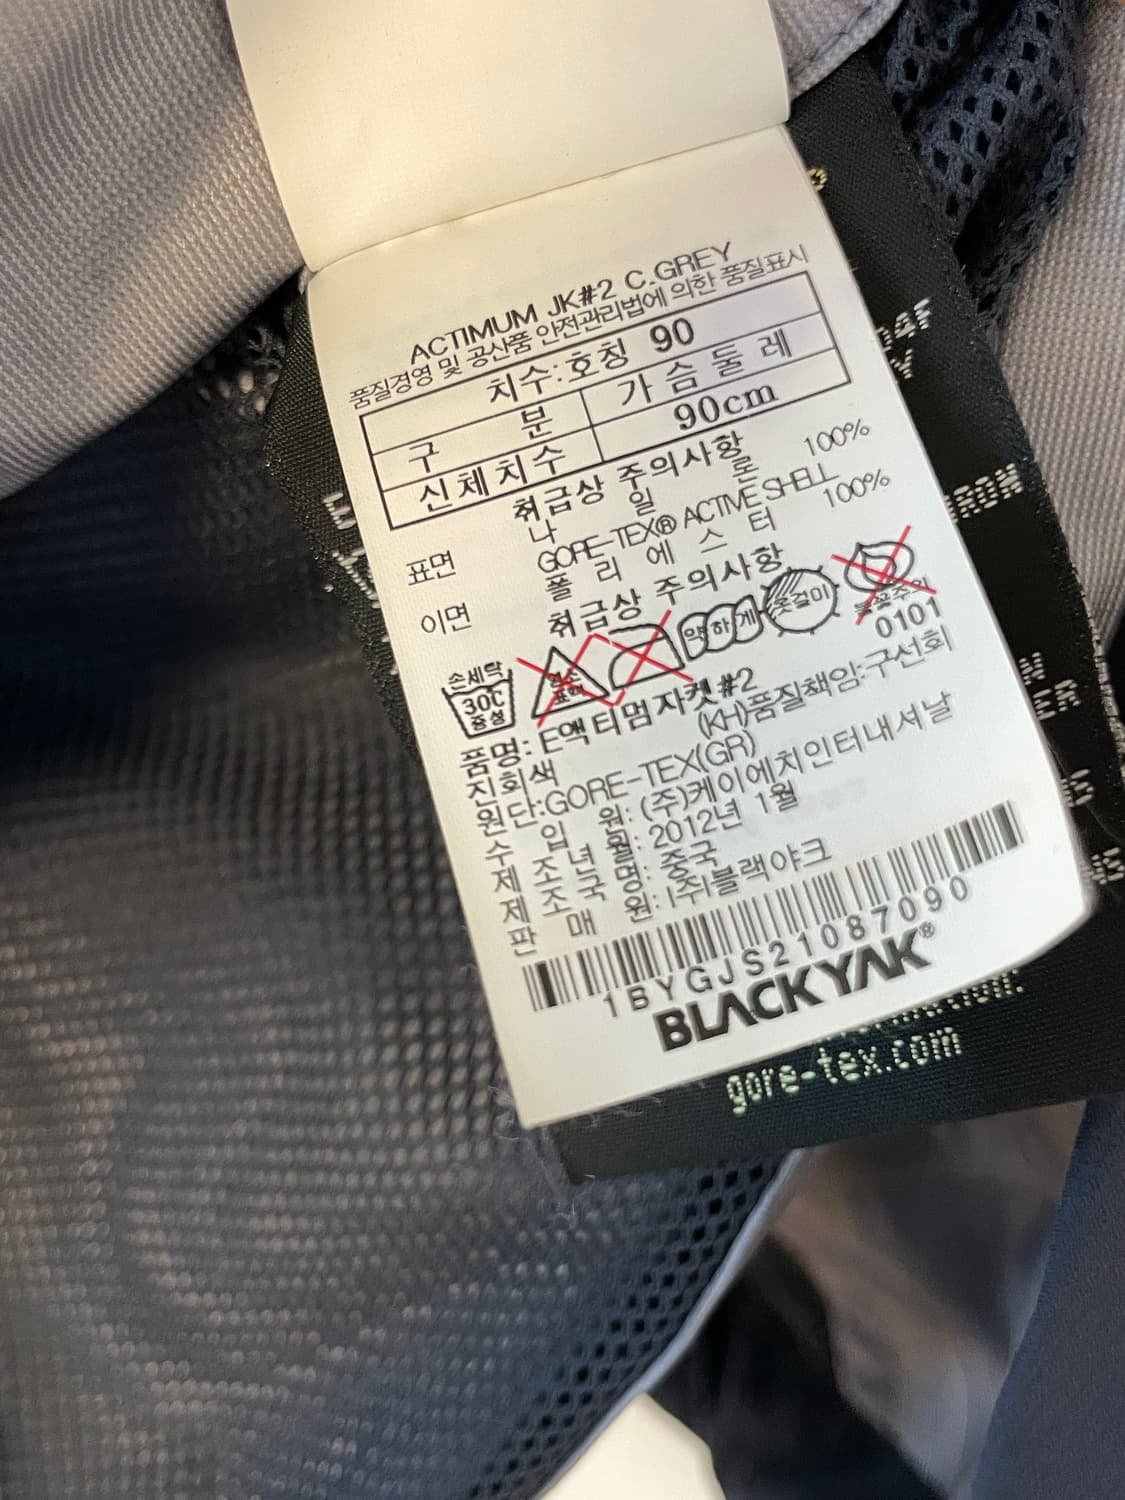 ACTIMUM JK#2 C.GREY
품질경영 및 공산품 안전관리법에 의한 품질표시
치수:호칭 90
구 분 가슴둘레
신체치수 90cm
취급상 주의사항
표면 나 일 론 100%
GORE-TEX® ACTIVE SHELL
이면 폴 리 에 스 터 100%
취급상 주의사항
손세탁
30C
중성
염소
표백
약하게
옷걸이
0101
품명: E액티멈자켓#2
진회색 (KH)품질책임:구선회
원단:GORE-TEX(GR)
수 입 원: (주)케이에치인터내셔날
제 조 년 월: 2012년 1월
제 조 국 명: 중국
판 매 원: (주)블랙야크
1BYGJS21087090
BLACKYAK®
gore-tex.com